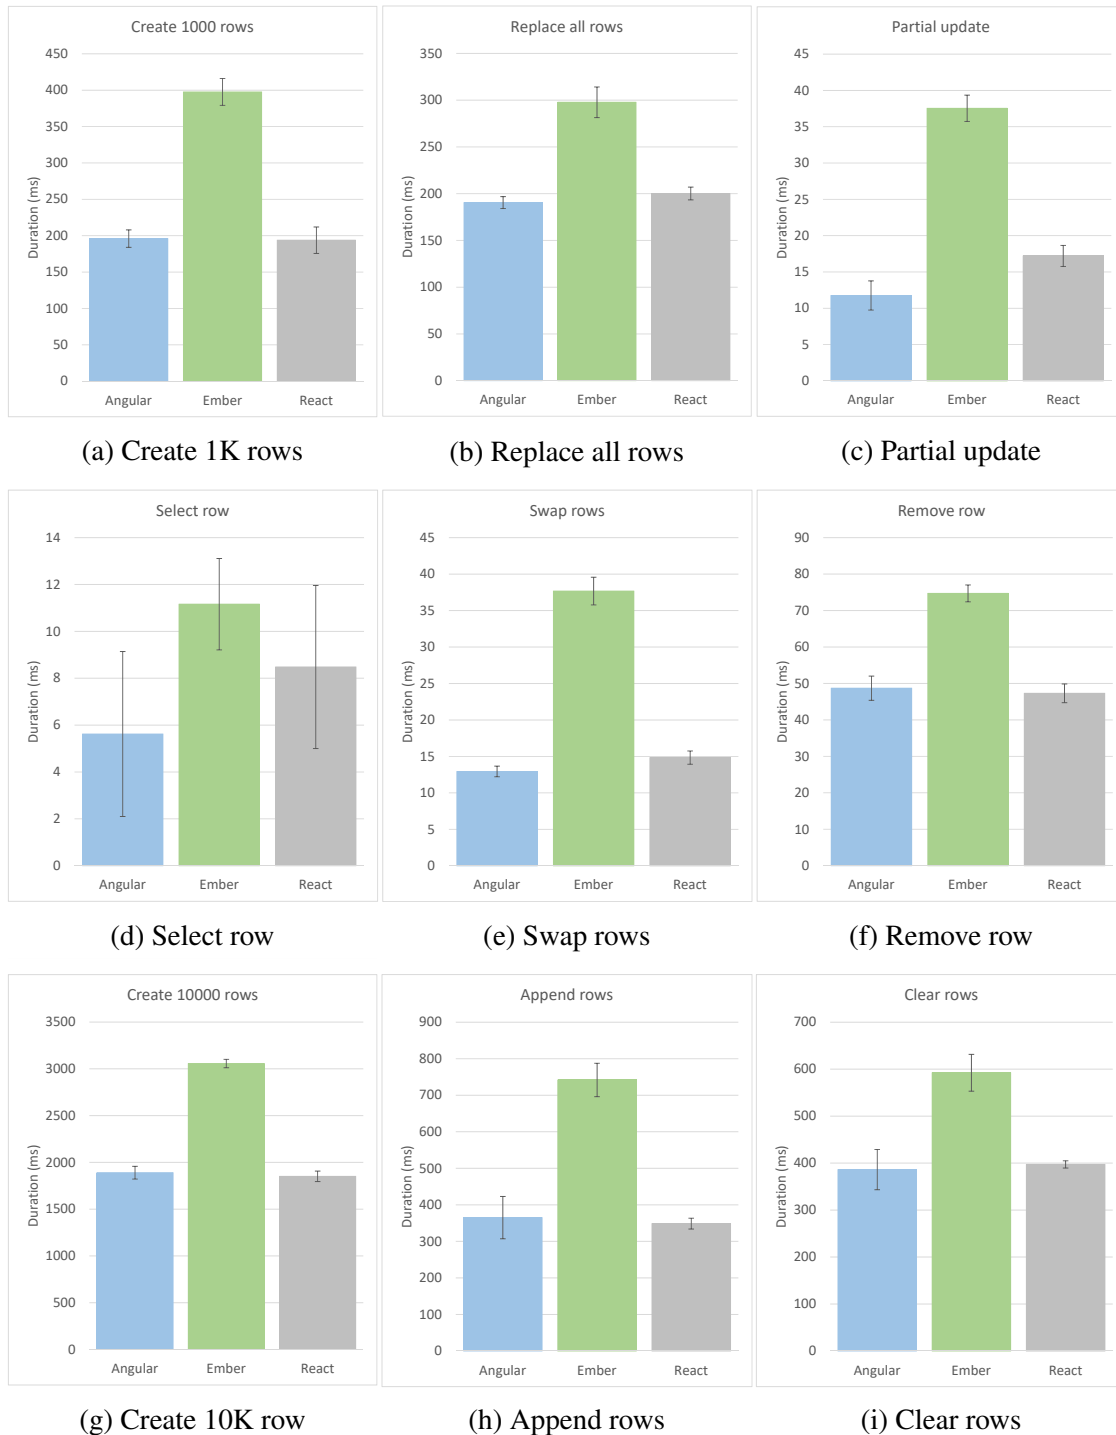 Create 1000 rows
450
400
350
300
250
200
150
100
50
0
Duration (ms)
Angular Ember React
(a) Create 1K rows
Replace all rows
350
300
250
200
150
100
50
0
Duration (ms)
Angular Ember React
(b) Replace all rows
Partial update
45
40
35
30
25
20
15
10
5
0
Duration (ms)
Angular Ember React
(c) Partial update
Select row
14
12
10
8
6
4
2
0
Duration (ms)
Angular Ember React
(d) Select row
Swap rows
45
40
35
30
25
20
15
10
5
0
Duration (ms)
Angular Ember React
(e) Swap rows
Remove row
90
80
70
60
50
40
30
20
10
0
Duration (ms)
Angular Ember React
(f) Remove row
Create 10000 rows
3500
3000
2500
2000
1500
1000
500
0
Duration (ms)
Angular Ember React
(g) Create 10K row
Append rows
900
800
700
600
500
400
300
200
100
0
Duration (ms)
Angular Ember React
(h) Append rows
Clear rows
700
600
500
400
300
200
100
0
Duration (ms)
Angular Ember React
(i) Clear rows